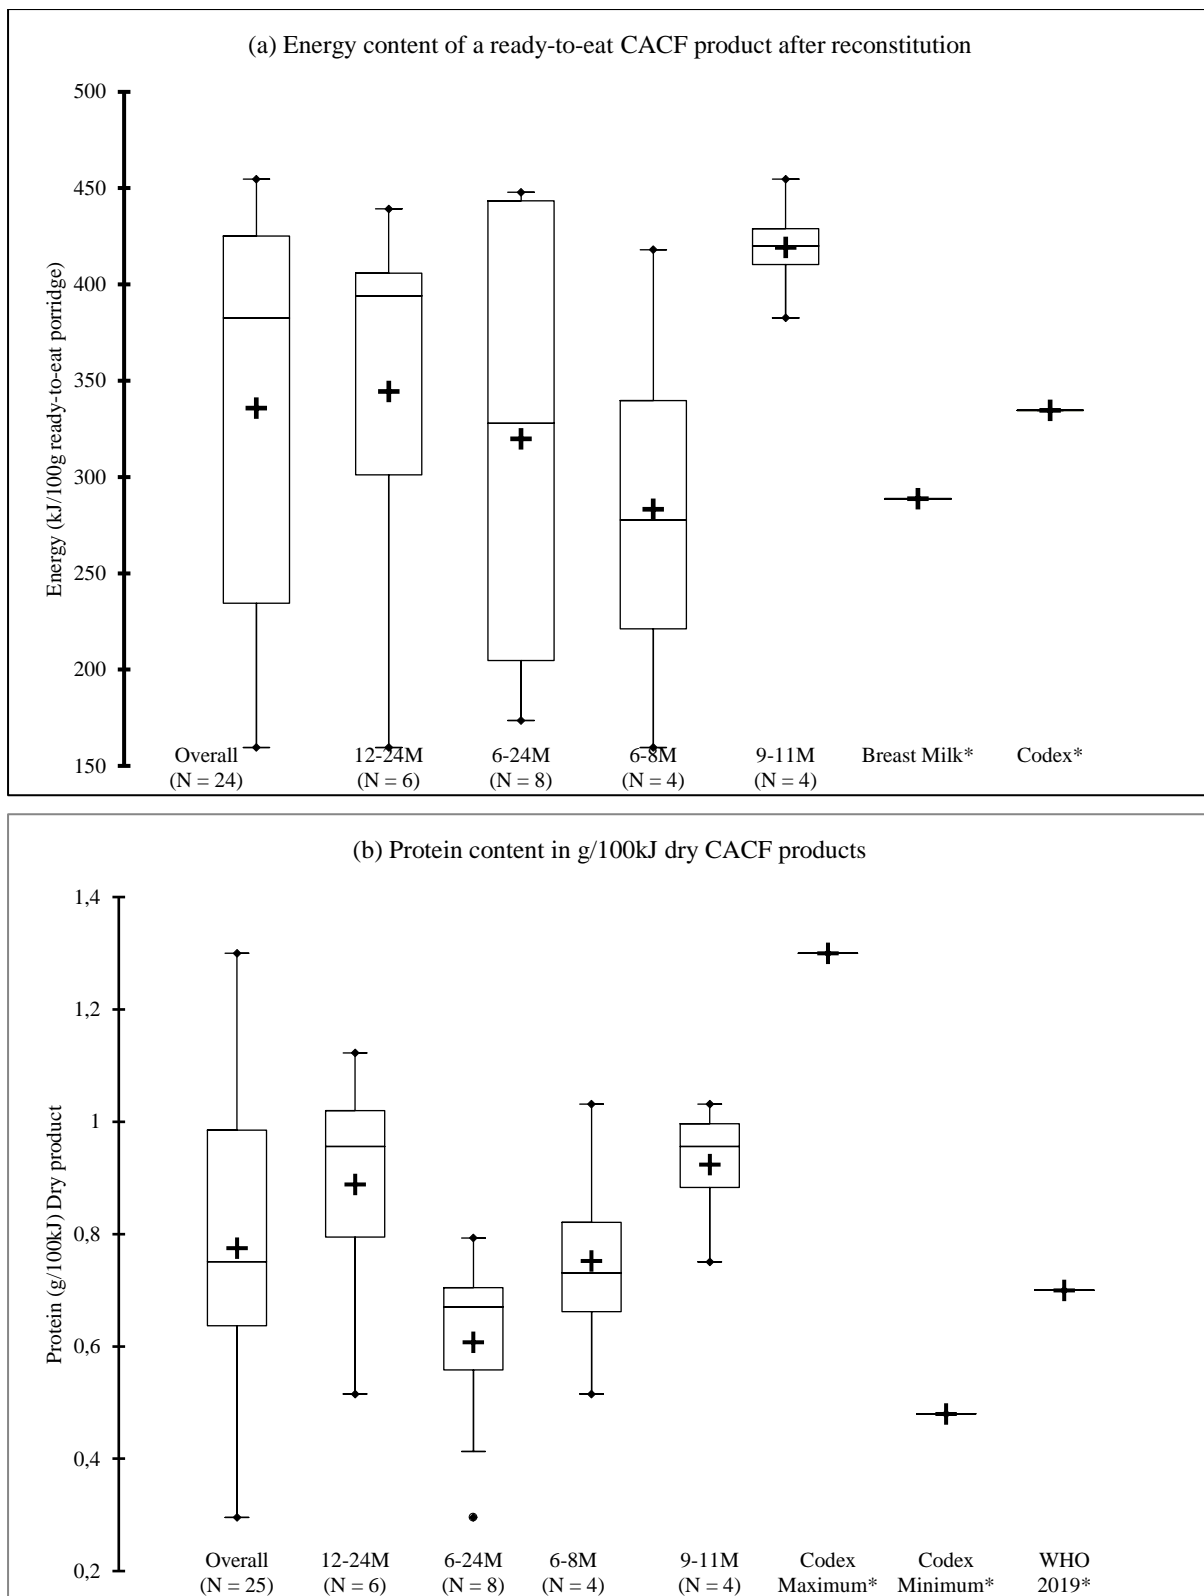 (a) Energy content of a ready-to-eat CACF product after reconstitution
500
450
400
350
300
250
200
150
Energy (kJ/100g ready-to-eat porridge)
Overall
(N = 24)
12-24M
(N = 6)
6-24M
(N = 8)
6-8M
(N = 4)
9-11M
(N = 4)
Breast Milk*
Codex*
(b) Protein content in g/100kJ dry CACF products
1,4
1,2
1
0,8
0,6
0,4
0,2
Protein (g/100kJ) Dry product
Overall
(N = 25)
12-24M
(N = 6)
6-24M
(N = 8)
6-8M
(N = 4)
9-11M
(N = 4)
Codex
Maximum*
Codex
Minimum*
WHO
2019*